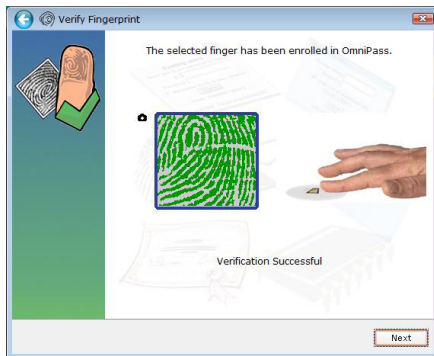 Verify Fingerprint
The selected finger has been enrolled in OmniPass.
Verification Successful
Next